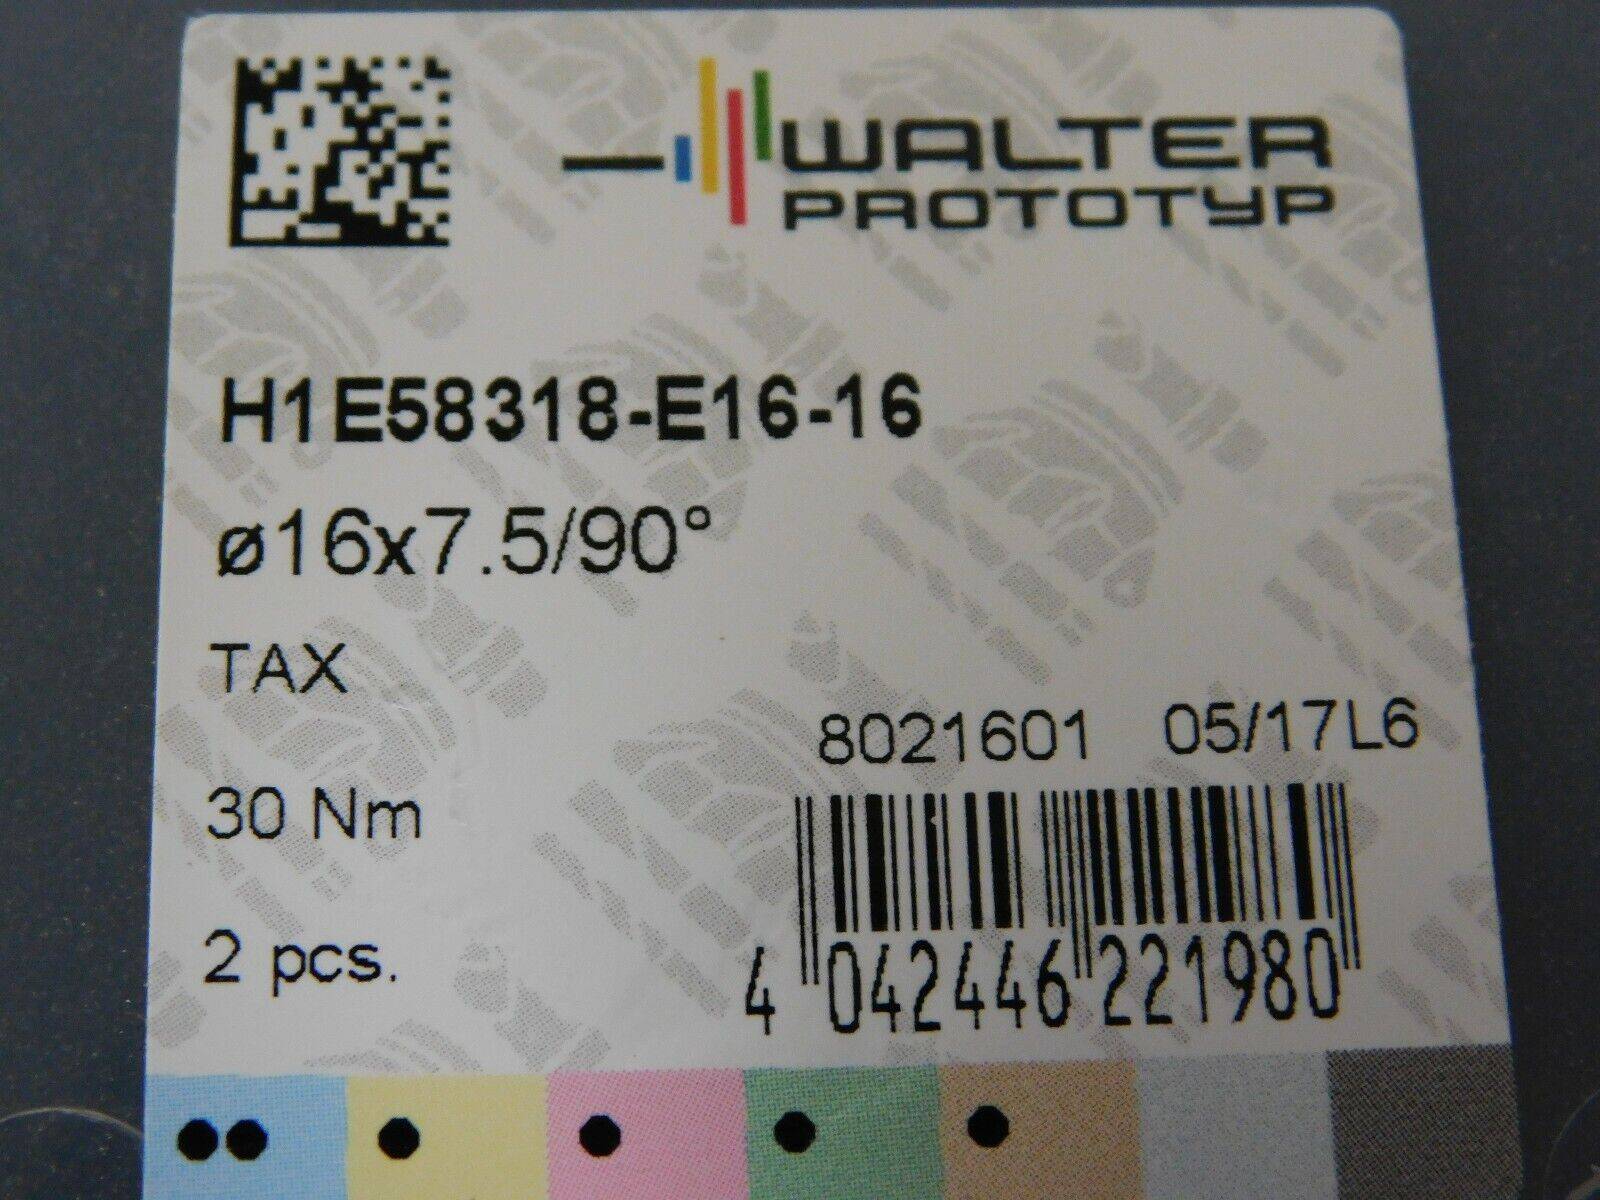 WALTER
PROTOTYP
H1E58318-E16-16
ø16x7.5/90°
TAX
8021601 05/17L6
30 Nm
2 pcs.
4 042446 221980